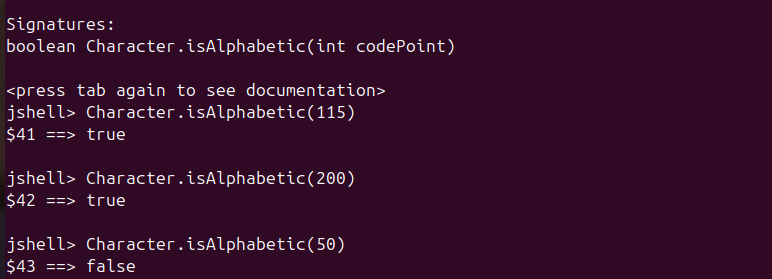 Signatures:
boolean Character.isAlphabetic(int codePoint)
<press tab again to see documentation>
jshell> Character.isAlphabetic(115)
$41 ==> true
jshell> Character.isAlphabetic(200)
$42 ==> true
jshell> Character.isAlphabetic(50)
$43 ==> false